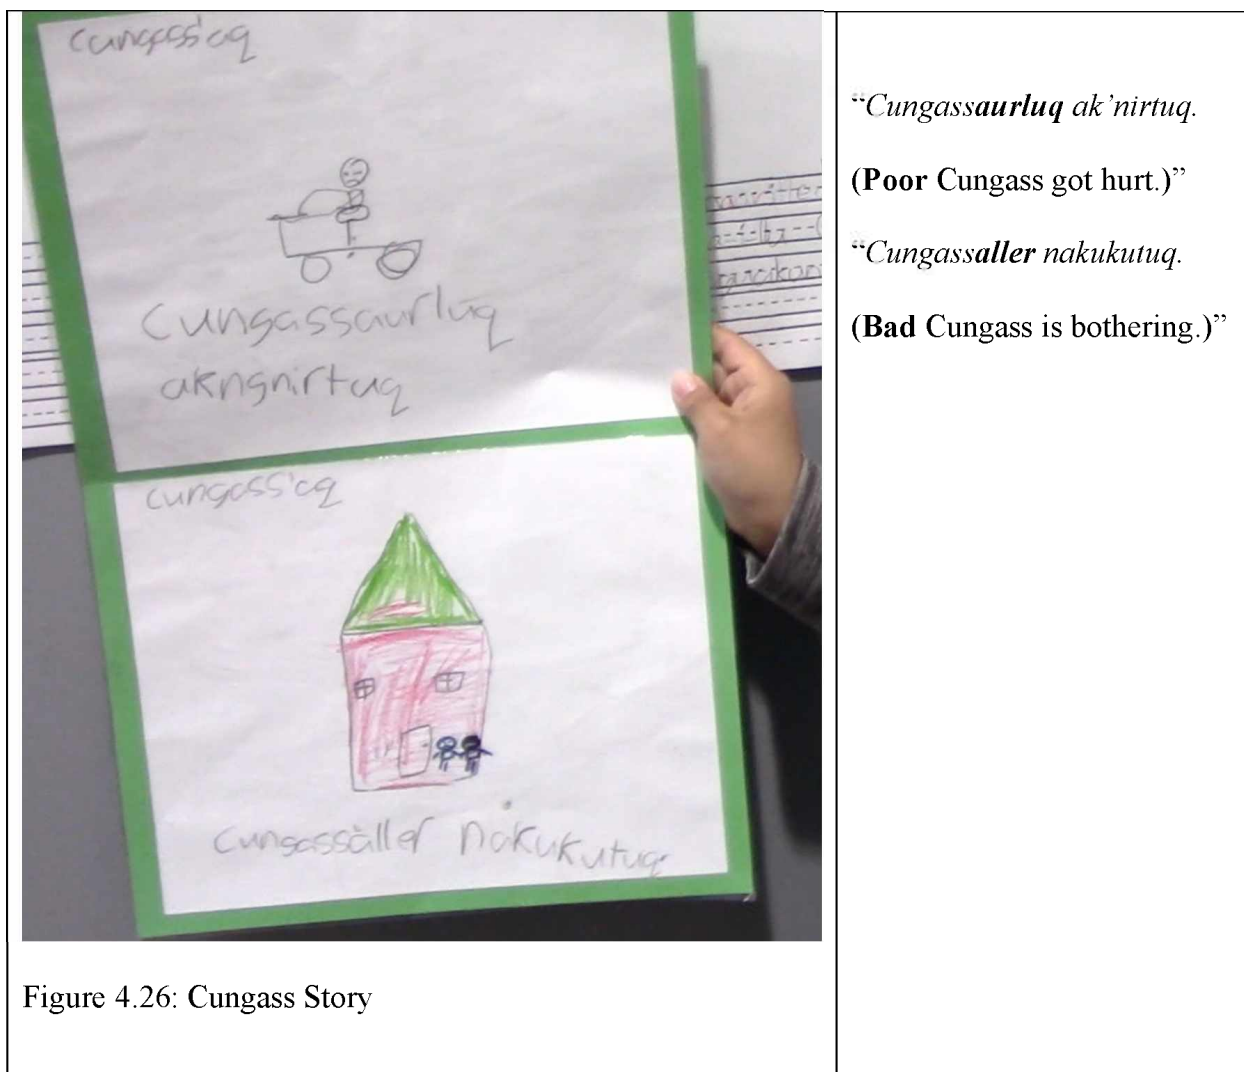 cungass'aq
Cungassaurluq
akngnirtuq
cungass'aq
cungassaller nakukutuq
Figure 4.26: Cungass Story
“Cungassaurluq ak’nirtuq.
(Poor Cungass got hurt.)”
“Cungassaller nakukutuq.
(Bad Cungass is bothering.)”